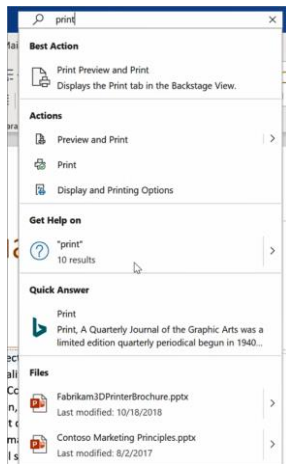 print
Best Action
Print Preview and Print
Displays the Print tab in the Backstage View.
Actions
Preview and Print
Print
Display and Printing Options
Get Help on
"print"
10 results
Quick Answer
Print
Print, A Quarterly Journal of the Graphic Arts was a
limited edition quarterly periodical begun in 1940...
Files
Fabrikam3DPrinterBrochure.pptx
Last modified: 10/18/2018
Contoso Marketing Principles.pptx
Last modified: 8/2/2017